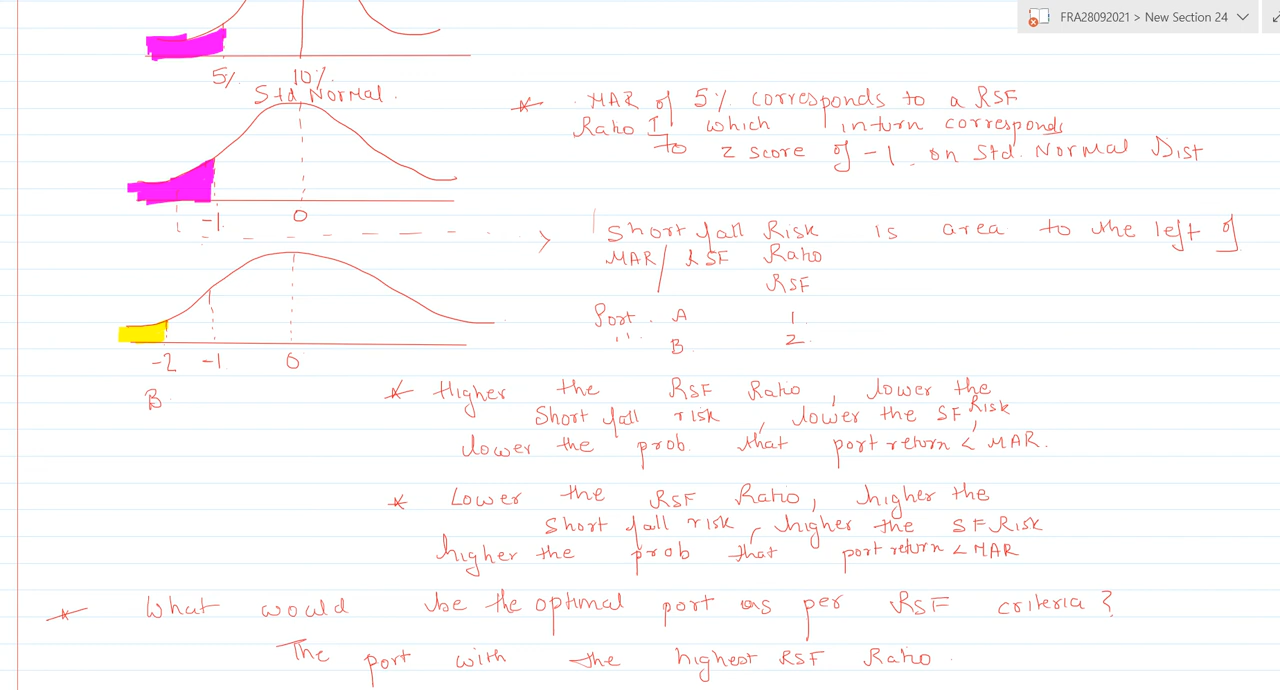 FRA28092021 > New Section 24
5% 10%
Std Normal.
* MAR of 5% corresponds to a RSF
Ratio 1 which inturn corresponds
to z score of -1 on Std. Normal Dist
-1 0
Short fall Risk is area to the left of
MAR / RSF Ratio
RSF
Port. A 1
" B 2
-2 -1 0
B
* Higher the RSF Ratio, lower the
Short fall risk, lower the SF Risk,
lower the prob. that port return < MAR.
* Lower the RSF Ratio, higher the
Short fall risk, higher the SF Risk
higher the prob that port return < MAR
* What would be the optimal port as per RSF criteria?
The port with the highest RSF Ratio.